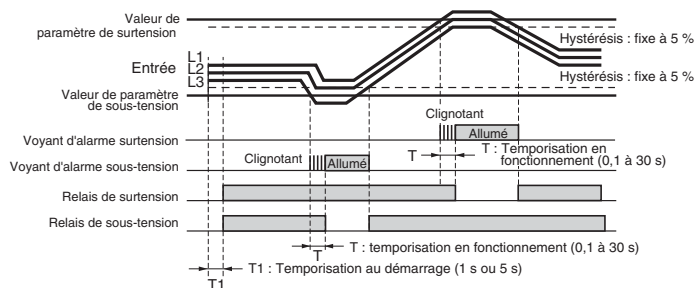 Valeur de
paramètre de surtension
Hystérésis : fixe à 5 %
L1
Entrée L2
L3
Hystérésis : fixe à 5 %
Valeur de paramètre
de sous-tension
Clignotant
Allumé
Voyant d'alarme surtension
T
T : Temporisation en
fonctionnement (0,1 à 30 s)
Clignotant
Allumé
Voyant d'alarme sous-tension
Relais de surtension
Relais de sous-tension
T
T : temporisation en fonctionnement (0,1 à 30 s)
T1 : Temporisation au démarrage (1 s ou 5 s)
T1